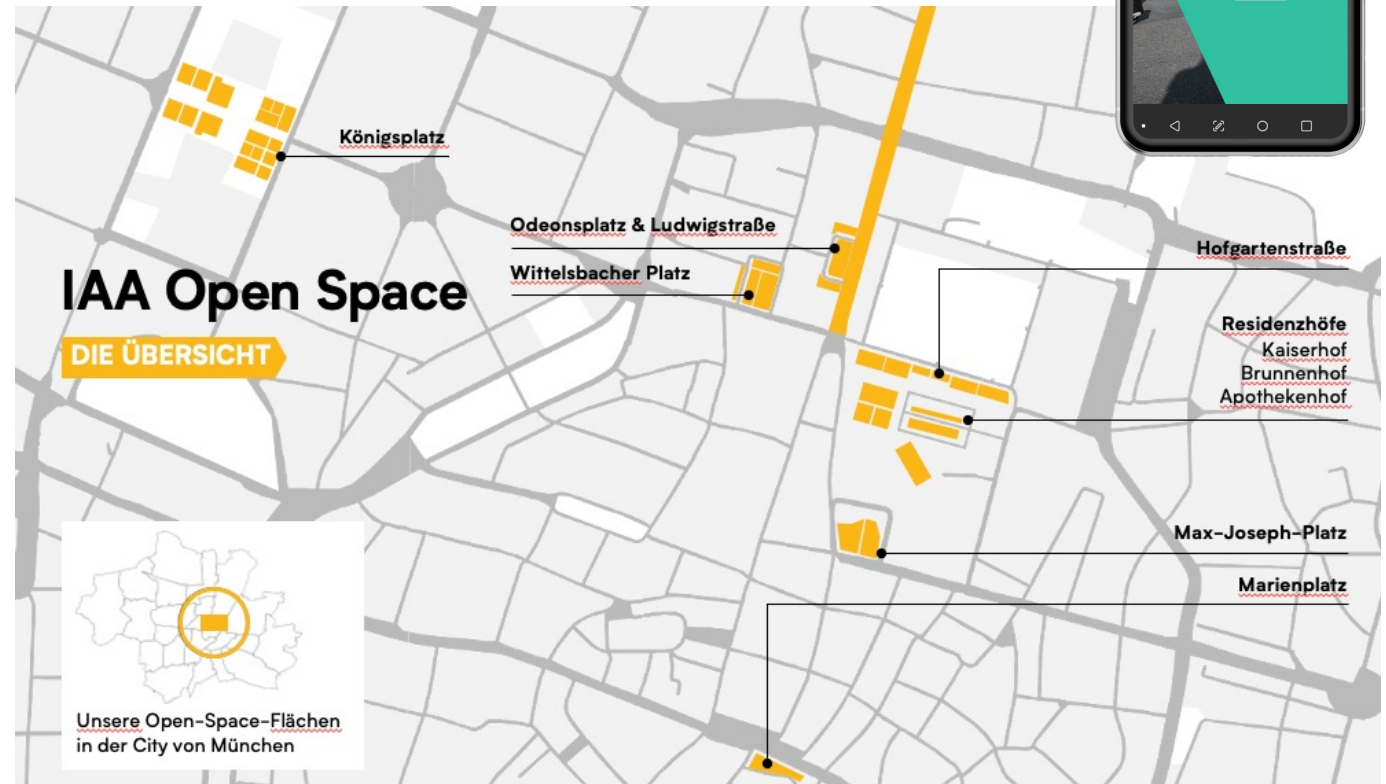 Königsplatz
Odeonsplatz & Ludwigstraße
Wittelsbacher Platz
Hofgartenstraße
IAA Open Space
DIE ÜBERSICHT
Residenzhöfe
Kaiserhof
Brunnenhof
Apothekenhof
Max-Joseph-Platz
Marienplatz
Unsere Open-Space-Flächen
in der City von München